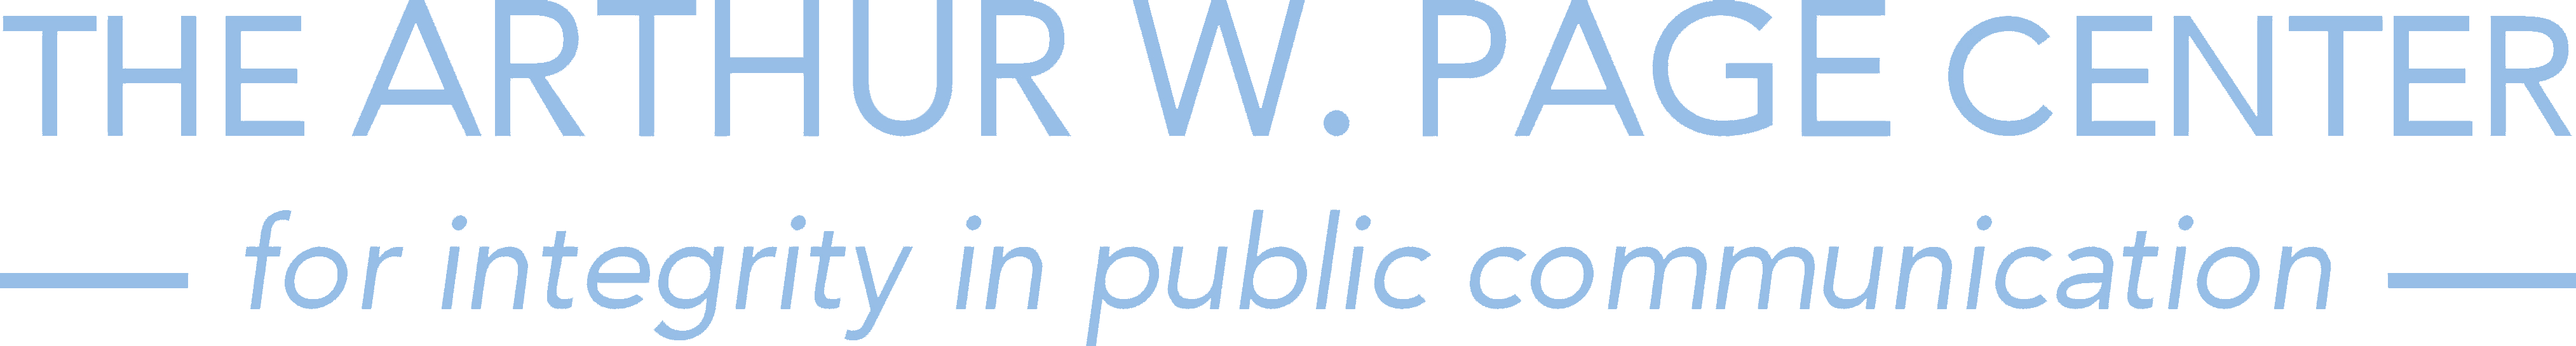 THE ARTHUR W. PAGE CENTER
for integrity in public communication